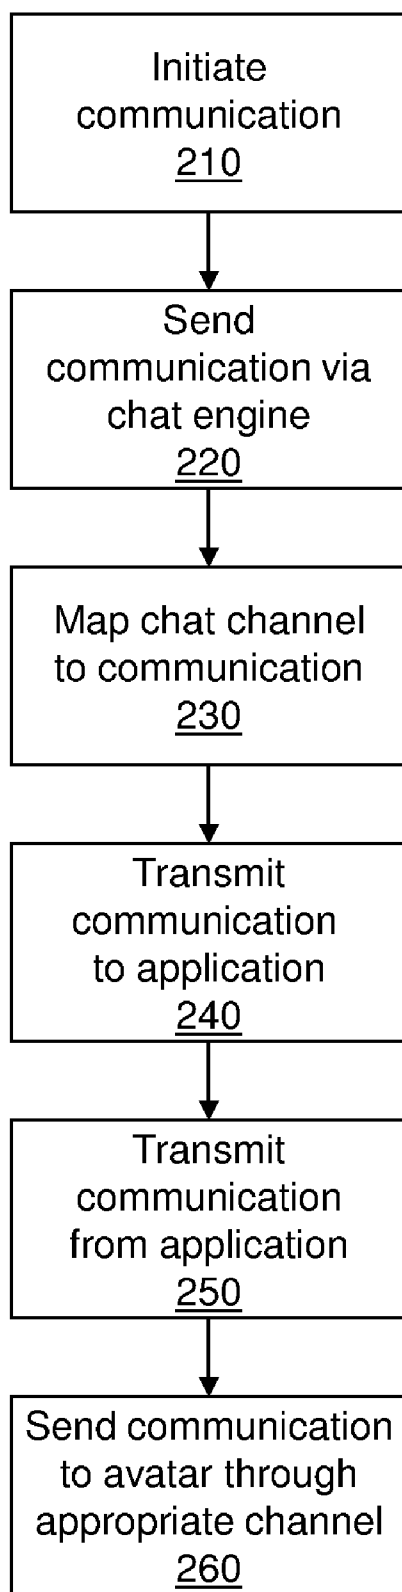 Initiate
communication
210
Send
communication via
chat engine
220
Map chat channel
to communication
230
Transmit
communication
to application
240
Transmit
communication
from application
250
Send communication
to avatar through
appropriate channel
260